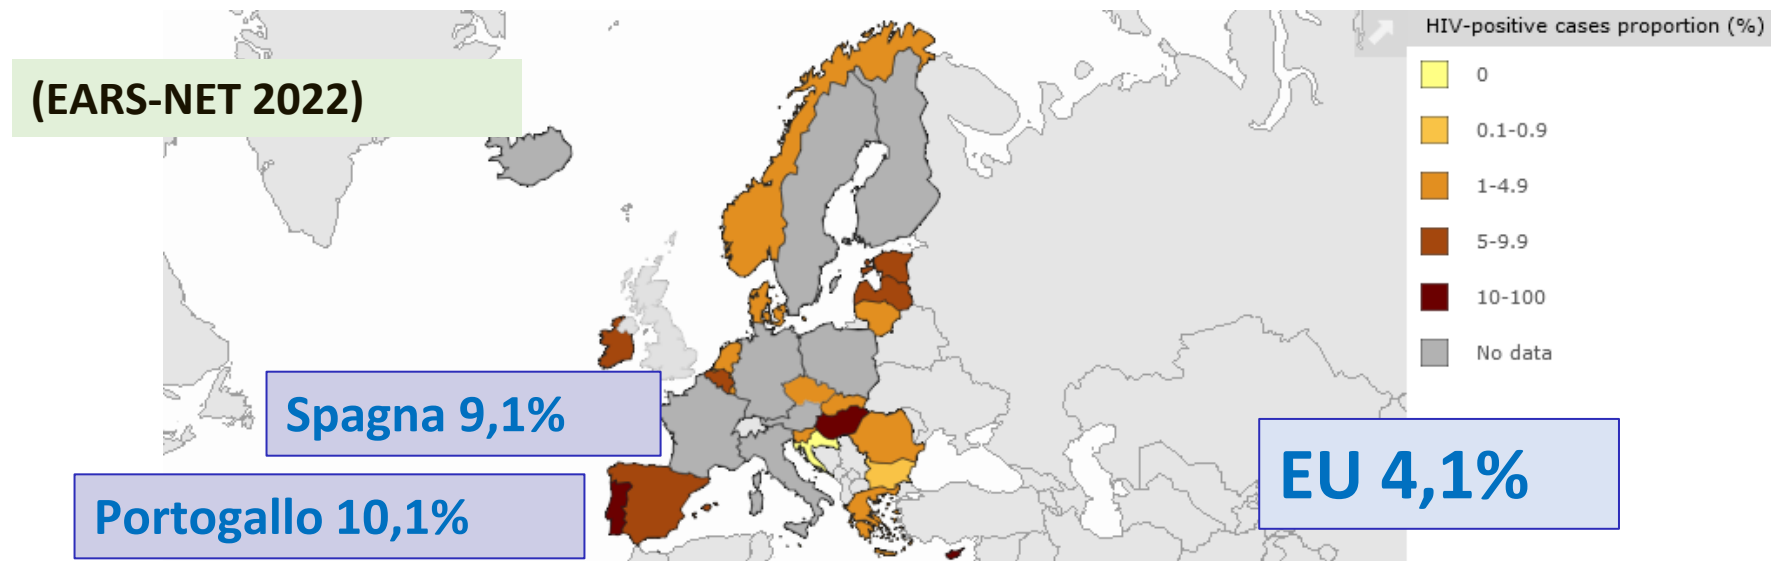 (EARS-NET 2022)
HIV-positive cases proportion (%)
0
0.1-0.9
1-4.9
5-9.9
10-100
No data
Spagna 9,1%
Portogallo 10,1%
EU 4,1%